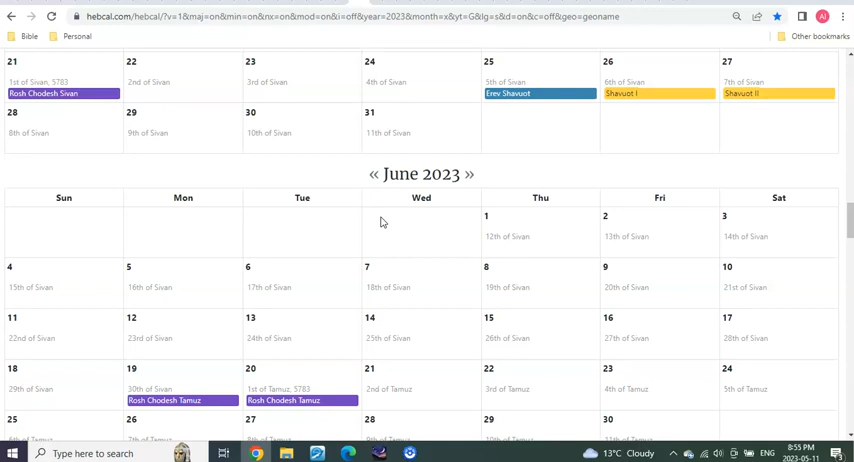 hebcal.com/hebcal/?v=1&maj=on&min=on&nx=on&mod=on&i=off&year=2023&month=x&yt=G&lg=s&d=on&c=off&geo=geoname
AI
Bible Personal Other bookmarks
21 22 23 24 25 26 27
1st of Sivan, 5783 2nd of Sivan 3rd of Sivan 4th of Sivan 5th of Sivan 6th of Sivan 7th of Sivan
Rosh Chodesh Sivan Erev Shavuot Shavuot I Shavuot II
28 29 30 31
8th of Sivan 9th of Sivan 10th of Sivan 11th of Sivan
« June 2023 »
Sun Mon Tue Wed Thu Fri Sat
1 2 3
12th of Sivan 13th of Sivan 14th of Sivan
4 5 6 7 8 9 10
15th of Sivan 16th of Sivan 17th of Sivan 18th of Sivan 19th of Sivan 20th of Sivan 21st of Sivan
11 12 13 14 15 16 17
22nd of Sivan 23rd of Sivan 24th of Sivan 25th of Sivan 26th of Sivan 27th of Sivan 28th of Sivan
18 19 20 21 22 23 24
29th of Sivan 30th of Sivan 1st of Tamuz, 5783 2nd of Tamuz 3rd of Tamuz 4th of Tamuz 5th of Tamuz
Rosh Chodesh Tamuz Rosh Chodesh Tamuz
25 26 27 28 29 30
Type here to search 13°C Cloudy ENG 8:55 PM
2023-05-11 3